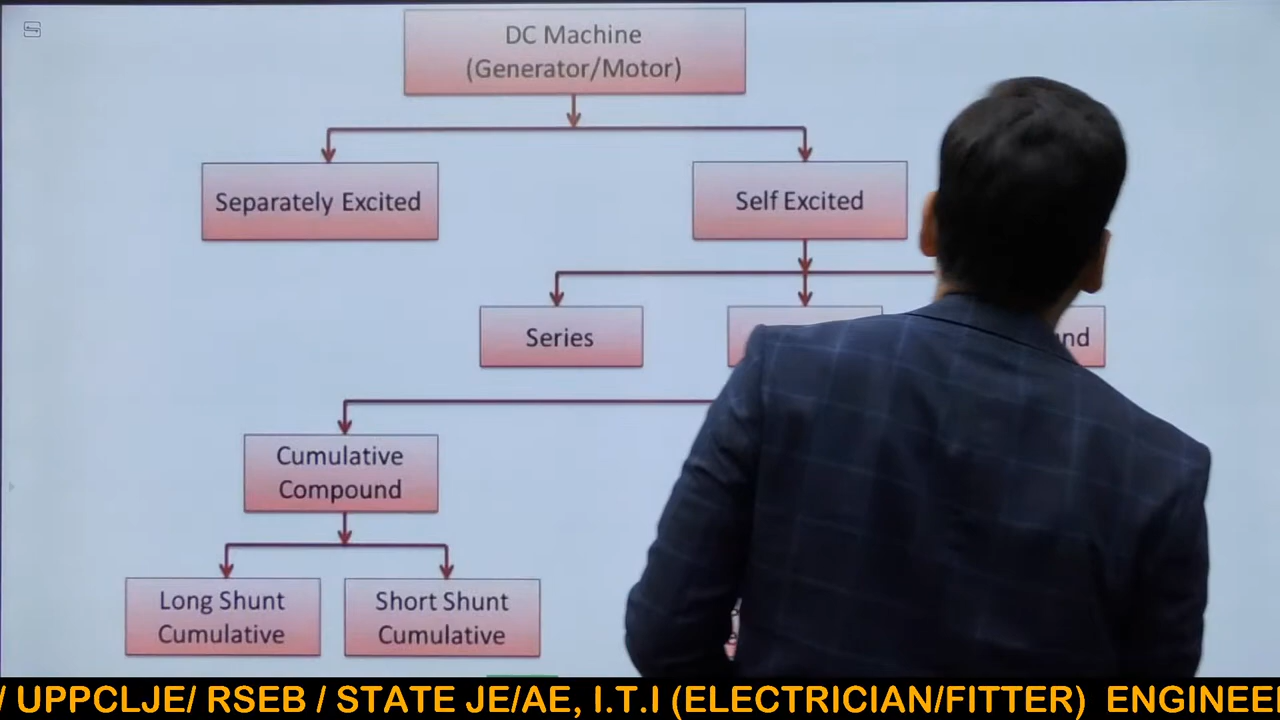 DC Machine
(Generator/Motor)
Separately Excited
Self Excited
Series
Cumulative
Compound
Long Shunt
Cumulative
Short Shunt
Cumulative
/ UPPCLJE/ RSEB / STATE JE/AE, I.T.I (ELECTRICIAN/FITTER) ENGINEE